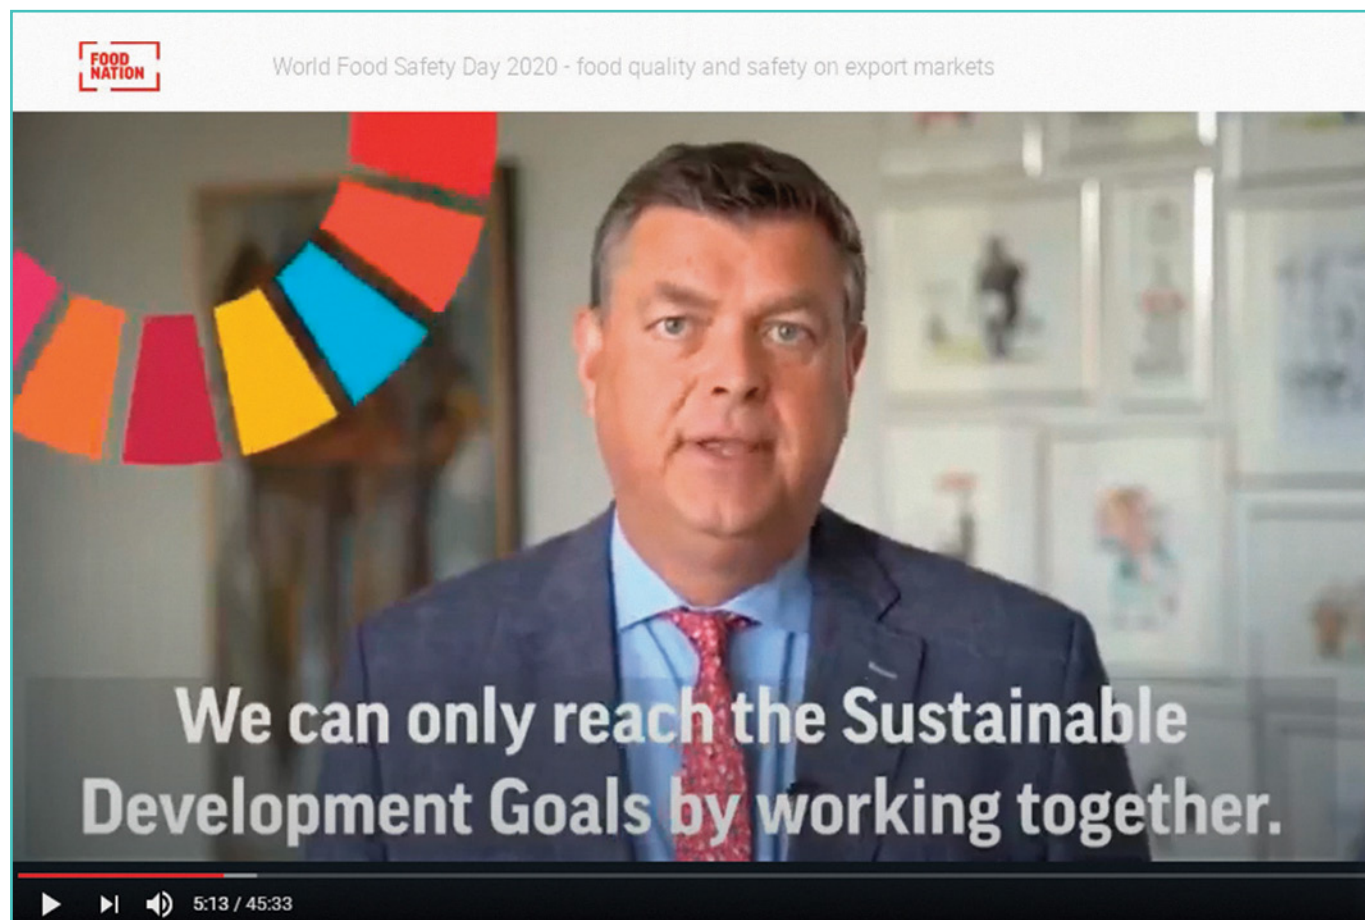 FOOD
NATION
World Food Safety Day 2020 - food quality and safety on export markets
We can only reach the Sustainable
Development Goals by working together.
5:13 / 45:33